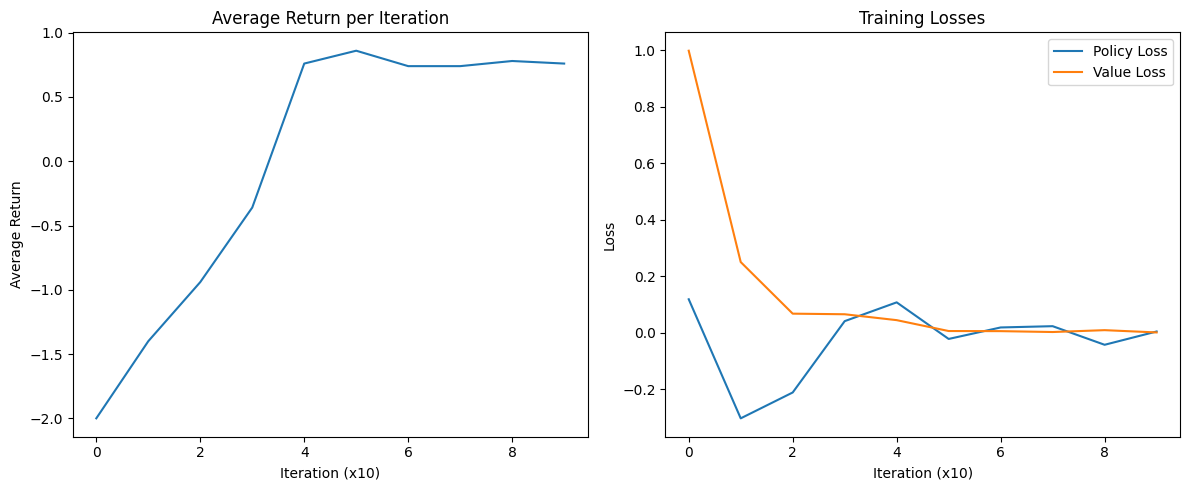 Average Return per Iteration
Average Return
1.0
0.5
0.0
−0.5
−1.0
−1.5
−2.0
0 2 4 6 8
Iteration (x10)
Training Losses
Policy Loss
Value Loss
Loss
1.0
0.8
0.6
0.4
0.2
0.0
−0.2
0 2 4 6 8
Iteration (x10)